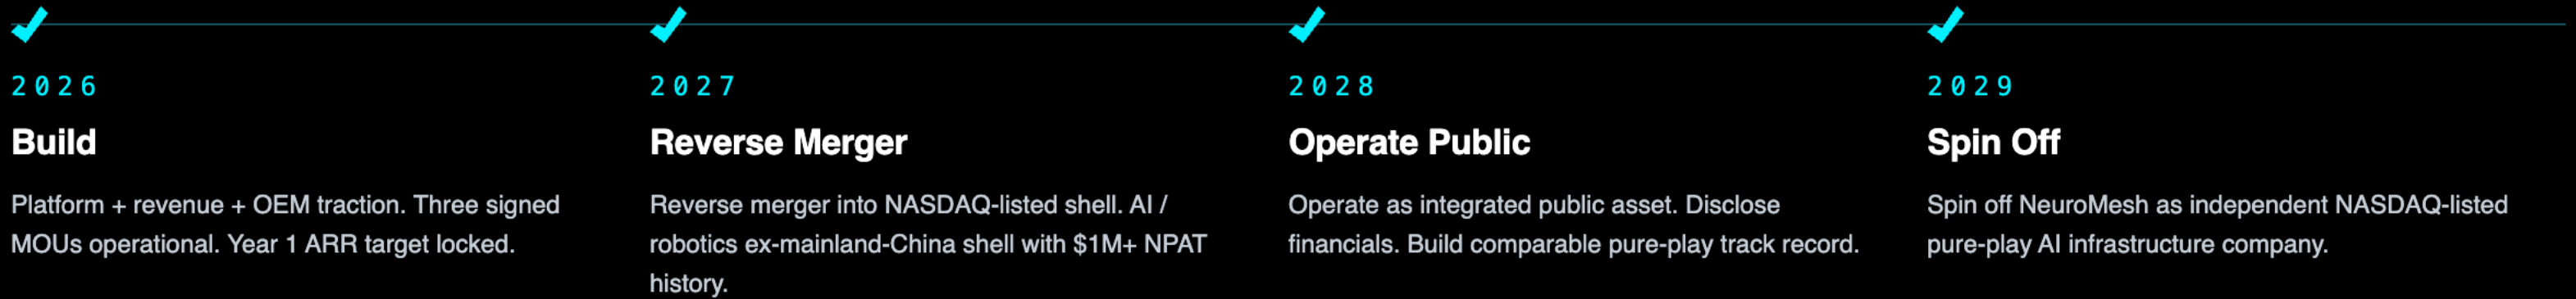 2026
Build
Platform + revenue + OEM traction. Three signed
MOUs operational. Year 1 ARR target locked.
2027
Reverse Merger
Reverse merger into NASDAQ-listed shell. AI /
robotics ex-mainland-China shell with $1M+ NPAT
history.
2028
Operate Public
Operate as integrated public asset. Disclose
financials. Build comparable pure-play track record.
2029
Spin Off
Spin off NeuroMesh as independent NASDAQ-listed
pure-play AI infrastructure company.